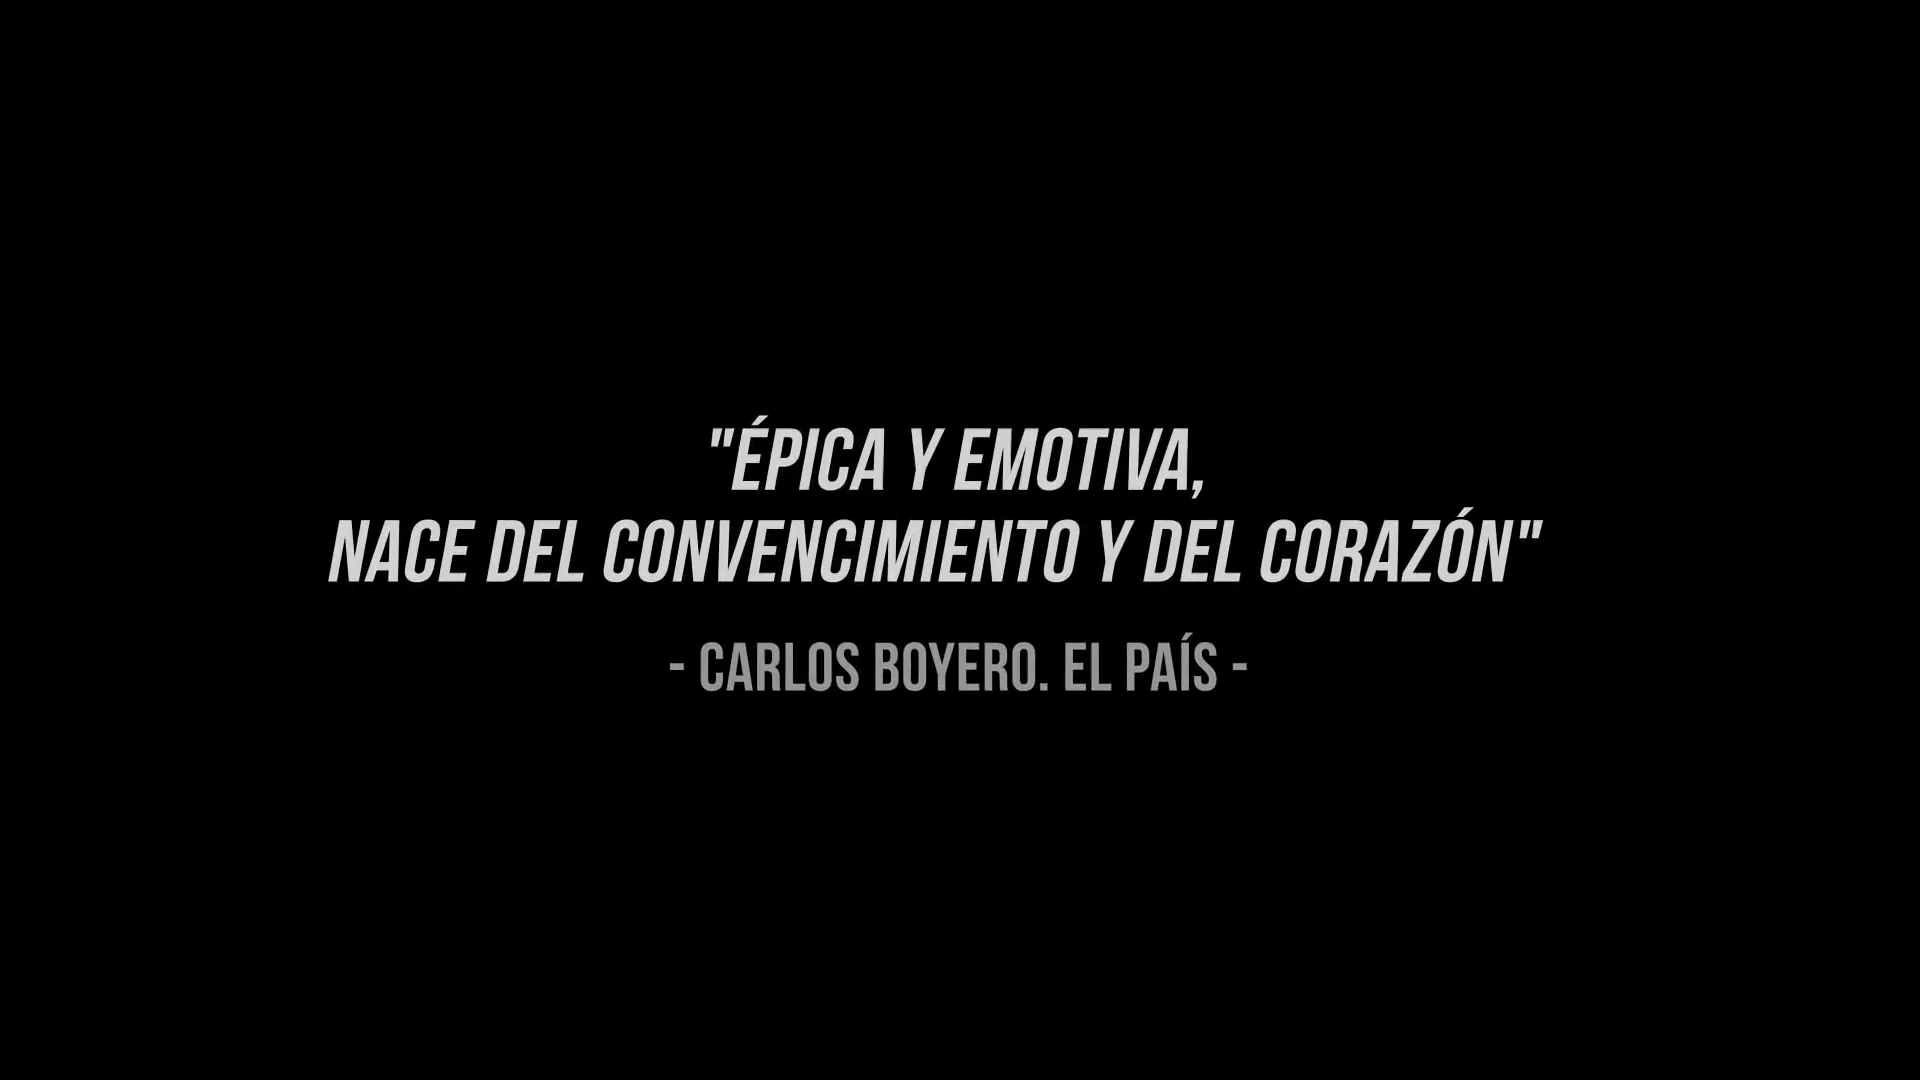 "ÉPICA Y EMOTIVA,
NACE DEL CONVENCIMIENTO Y DEL CORAZÓN"
- CARLOS BOYERO. EL PAÍS -